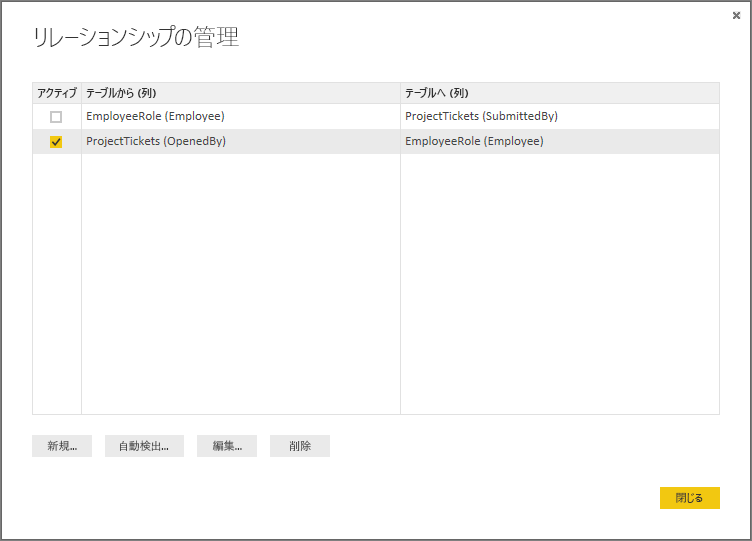 リレーションシップの管理
アクティブ テーブルから (列) テーブルへ (列)
EmployeeRole (Employee) ProjectTickets (SubmittedBy)
ProjectTickets (OpenedBy) EmployeeRole (Employee)
新規... 自動検出... 編集... 削除
閉じる